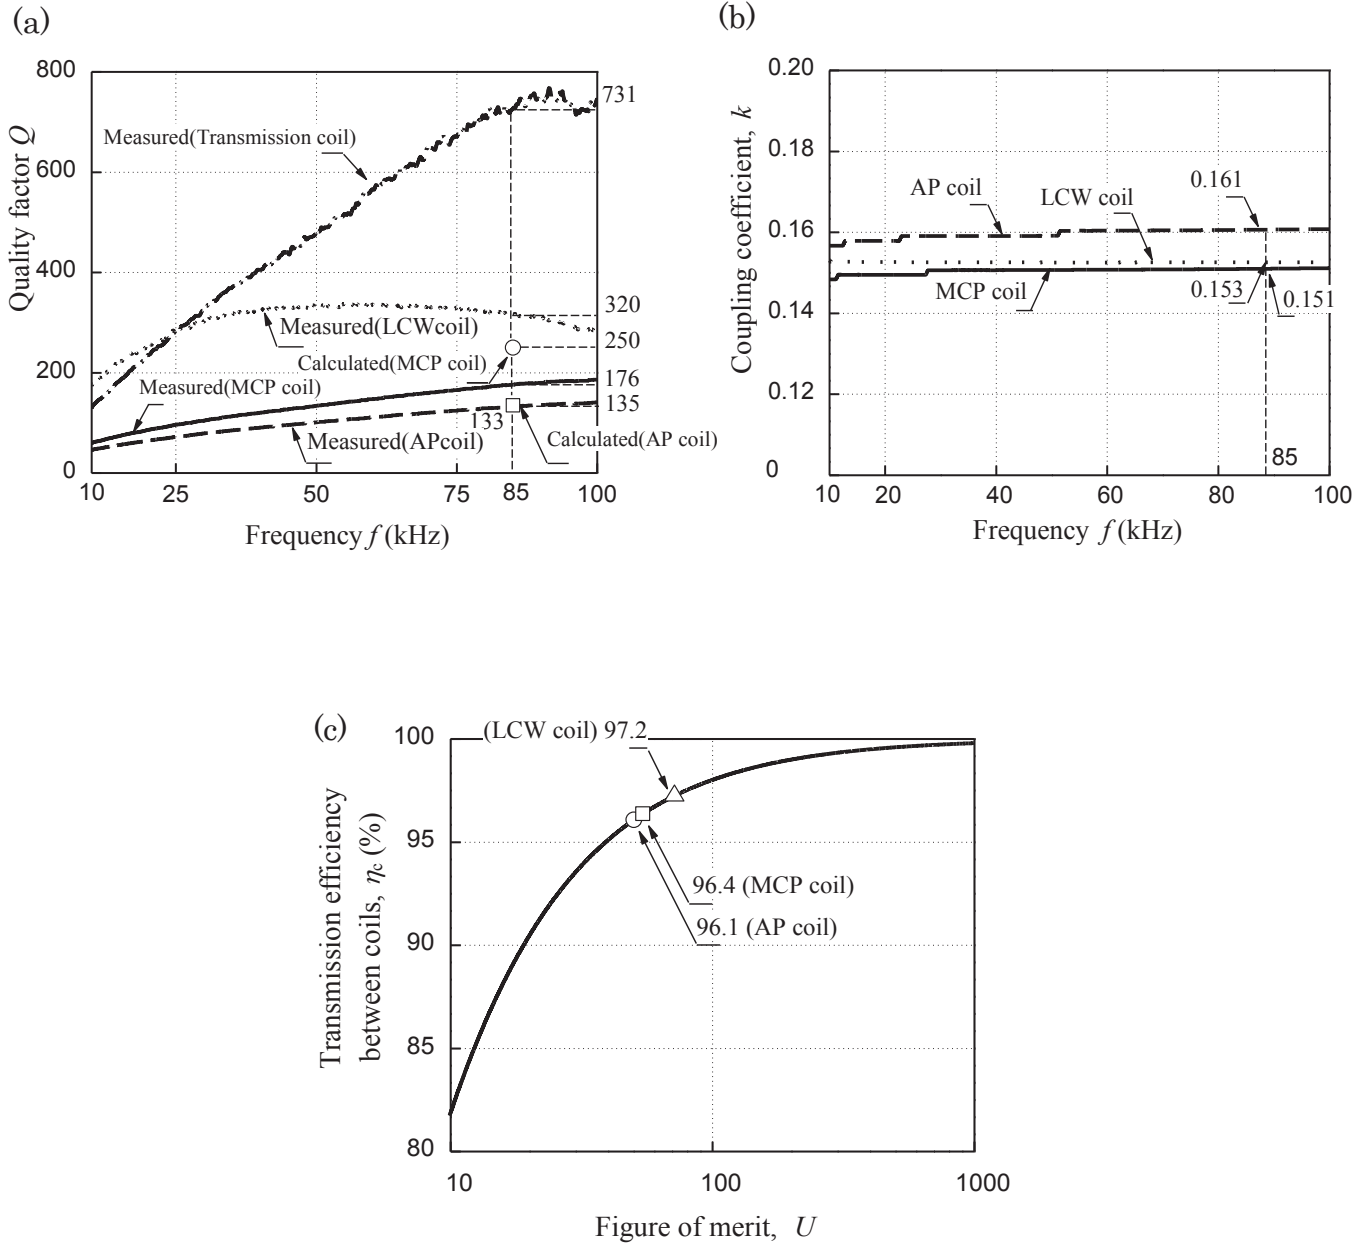 (a)
800
600
400
200
0
Quality factor Q
Measured(Transmission coil)
731
320
Measured(LCWcoil)
250
Calculated(MCP coil)
176
Measured(MCP coil)
135
133
Measured(APcoil)
Calculated(AP coil)
10 25 50 75 85 100
Frequency f (kHz)
(b)
0.20
0.18
0.16
0.14
0.12
0
Coupling coefficient, k
0.161
AP coil
LCW coil
MCP coil
0.153
0.151
85
10 20 40 60 80 100
Frequency f (kHz)
(c)
100
95
90
85
80
Transmission efficiency
between coils, ηc (%)
(LCW coil) 97.2
96.4 (MCP coil)
96.1 (AP coil)
10 100 1000
Figure of merit, U